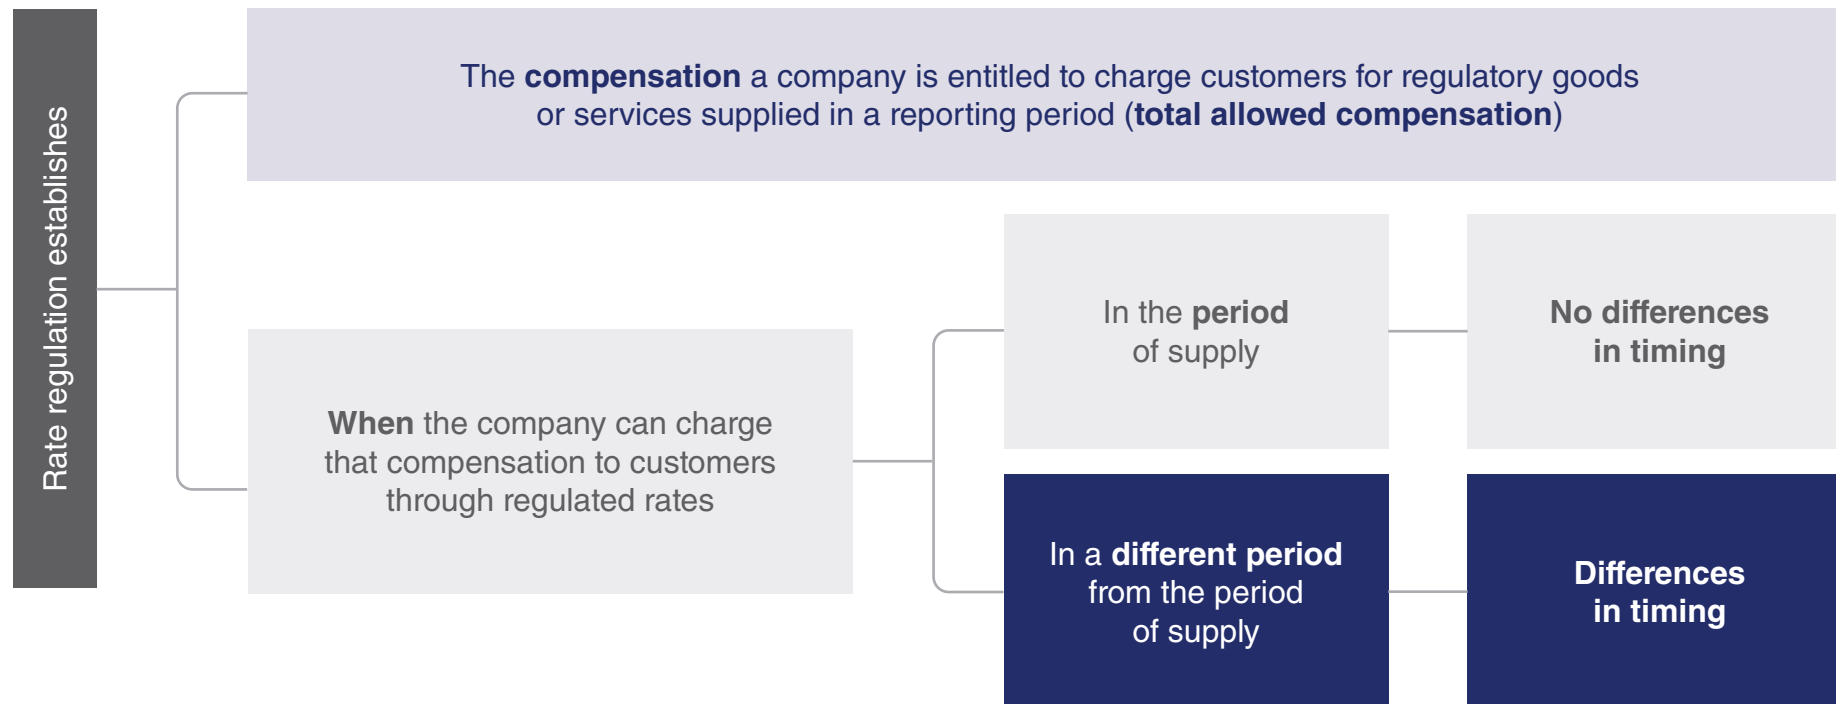 Rate regulation establishes
The compensation a company is entitled to charge customers for regulatory goods
or services supplied in a reporting period (total allowed compensation)
When the company can charge
that compensation to customers
through regulated rates
In the period
of supply
No differences
in timing
In a different period
from the period
of supply
Differences
in timing